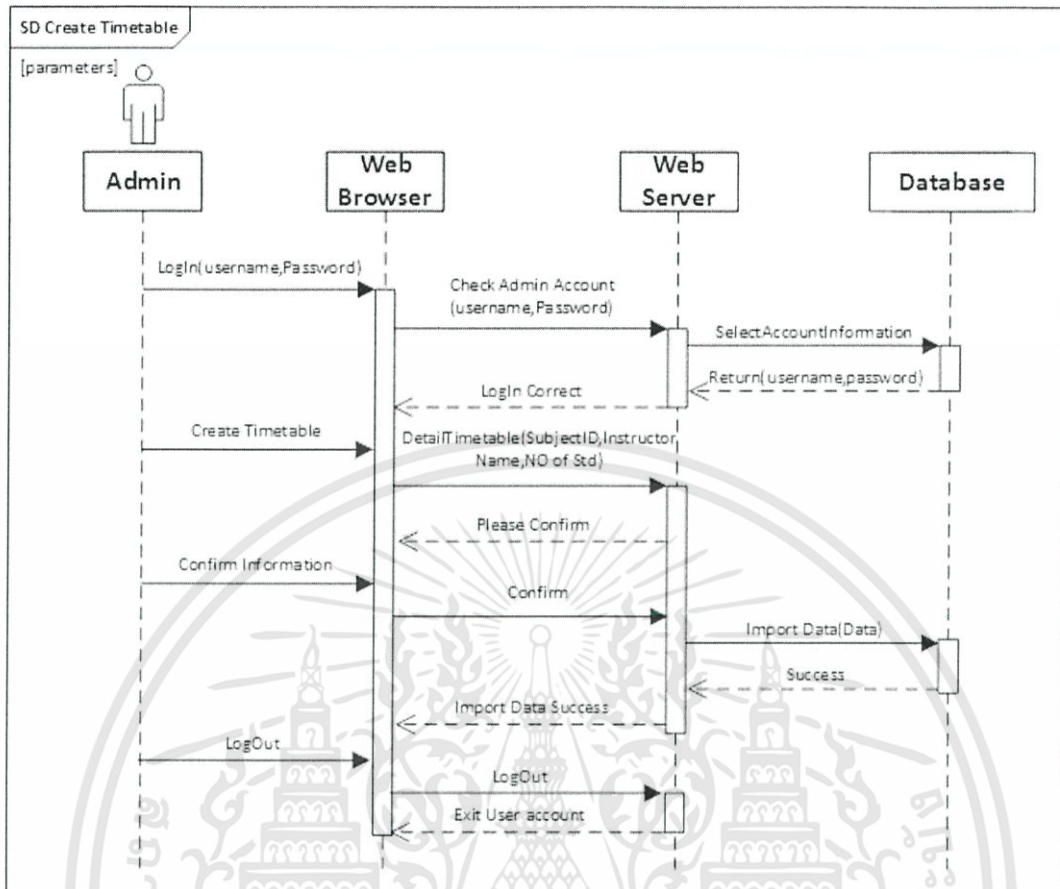 SD Create Timetable
[parameters]
Admin
Web
Browser
Web
Server
Database
LogIn(username,Password)
Check Admin Account
(username,Password)
SelectAccountInformation
Return(username,password)
LogIn Correct
Create Timetable
DetailTimetable(SubjectID,Instructor
Name,NO of Std)
Please Confirm
Confirm Information
Confirm
Import Data(Data)
Success
Import Data Success
LogOut
LogOut
Exit User account